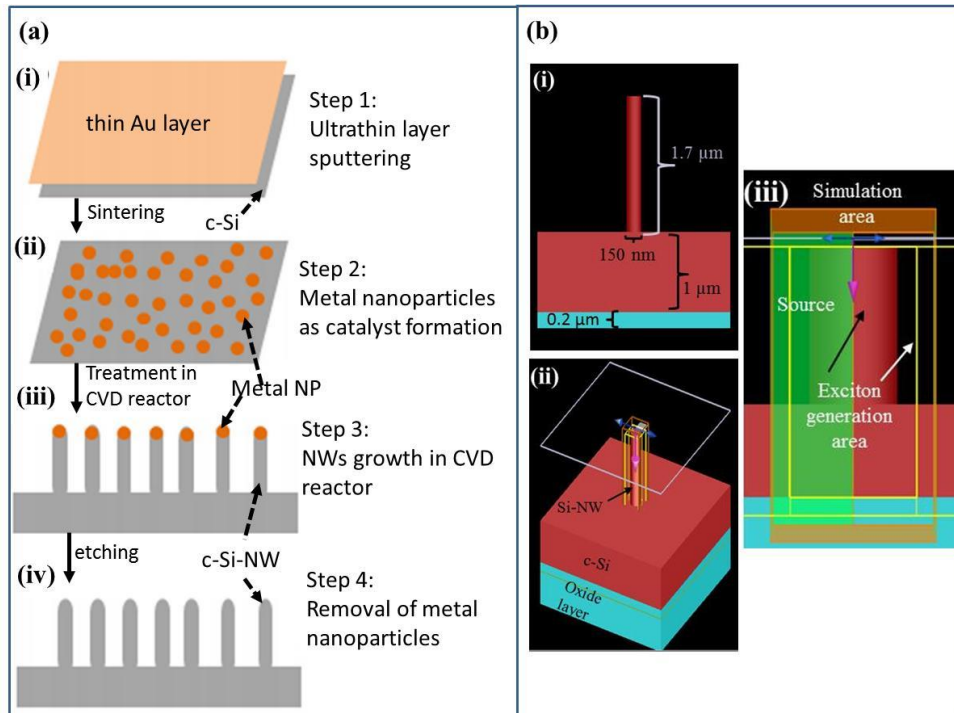 (a)
(i)
thin Au layer
Step 1:
Ultrathin layer
sputtering
Sintering
c-Si
(ii)
Step 2:
Metal nanoparticles
as catalyst formation
Treatment in
CVD reactor
Metal NP
(iii)
Step 3:
NWs growth in CVD
reactor
etching
c-Si-NW
(iv)
Step 4:
Removal of metal
nanoparticles
(b)
(i)
1.7 µm
150 nm
1 µm
0.2 µm
(ii)
Si-NW
c-Si
Oxide
layer
(iii)
Simulation
area
Source
Exciton
generation
area